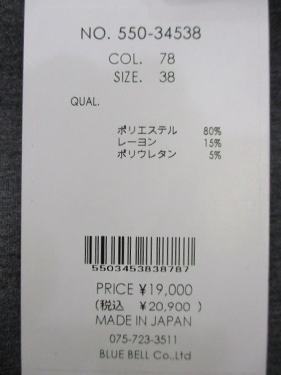 NO. 550-34538
COL. 78
SIZE. 38
QUAL.
ポリエステル 80%
レーヨン 15%
ポリウレタン 5%
5503453838787
PRICE ¥19,000
(税込 ¥20,900 )
MADE IN JAPAN
075-723-3511
BLUE BELL Co.,Ltd